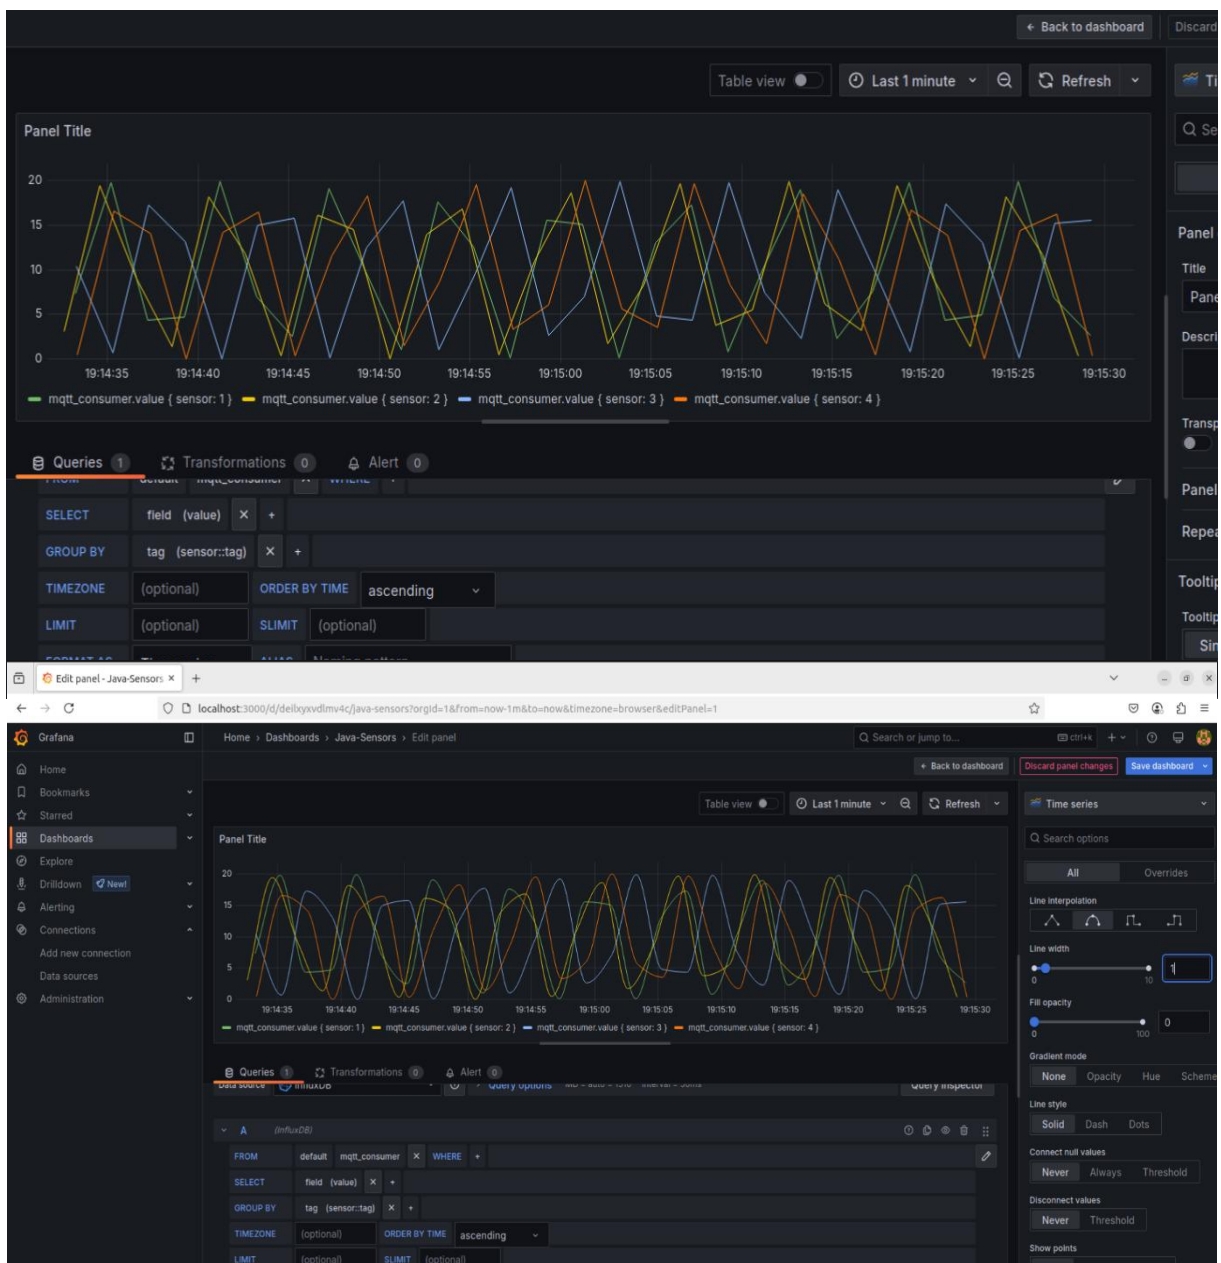 ← Back to dashboard
Discard
Table view
Last 1 minute
Refresh
Ti
Panel Title
Se
20
15
10
5
0
19:14:35 19:14:40 19:14:45 19:14:50 19:14:55 19:15:00 19:15:05 19:15:10 19:15:15 19:15:20 19:15:25 19:15:30
mqtt_consumer.value { sensor: 1 } mqtt_consumer.value { sensor: 2 } mqtt_consumer.value { sensor: 3 } mqtt_consumer.value { sensor: 4 }
Panel
Title
Pane
Descri
Transp
Panel
Repea
Tooltip
Tooltip
Sin
Queries 1 Transformations 0 Alert 0
FROM default mqtt_consumer × WHERE +
SELECT field (value) × +
GROUP BY tag (sensor::tag) × +
TIMEZONE (optional) ORDER BY TIME ascending
LIMIT (optional) SLIMIT (optional)
Edit panel - Java-Sensors × +
localhost:3000/d/deilxyxvdlmv4c/java-sensors?orgId=1&from=now-1m&to=now&timezone=browser&editPanel=1
Grafana
Home › Dashboards › Java-Sensors › Edit panel
Search or jump to...
ctrl+k
← Back to dashboard
Discard panel changes
Save dashboard
Home
Bookmarks
Starred
Dashboards
Explore
Drilldown New!
Alerting
Connections
Add new connection
Data sources
Administration
Table view
Last 1 minute
Refresh
Panel Title
20
15
10
5
0
19:14:35 19:14:40 19:14:45 19:14:50 19:14:55 19:15:00 19:15:05 19:15:10 19:15:15 19:15:20 19:15:25 19:15:30
mqtt_consumer.value { sensor: 1 } mqtt_consumer.value { sensor: 2 } mqtt_consumer.value { sensor: 3 } mqtt_consumer.value { sensor: 4 }
Queries 1 Transformations 0 Alert 0
Data source InfluxDB Query options Query inspector
A (InfluxDB)
FROM default mqtt_consumer × WHERE +
SELECT field (value) × +
GROUP BY tag (sensor::tag) × +
TIMEZONE (optional) ORDER BY TIME ascending
LIMIT (optional) SLIMIT (optional)
Time series
Search options
All Overrides
Line interpolation
Line width
0 10 1
Fill opacity
0 100 0
Gradient mode
None Opacity Hue Scheme
Line style
Solid Dash Dots
Connect null values
Never Always Threshold
Disconnect values
Never Threshold
Show points